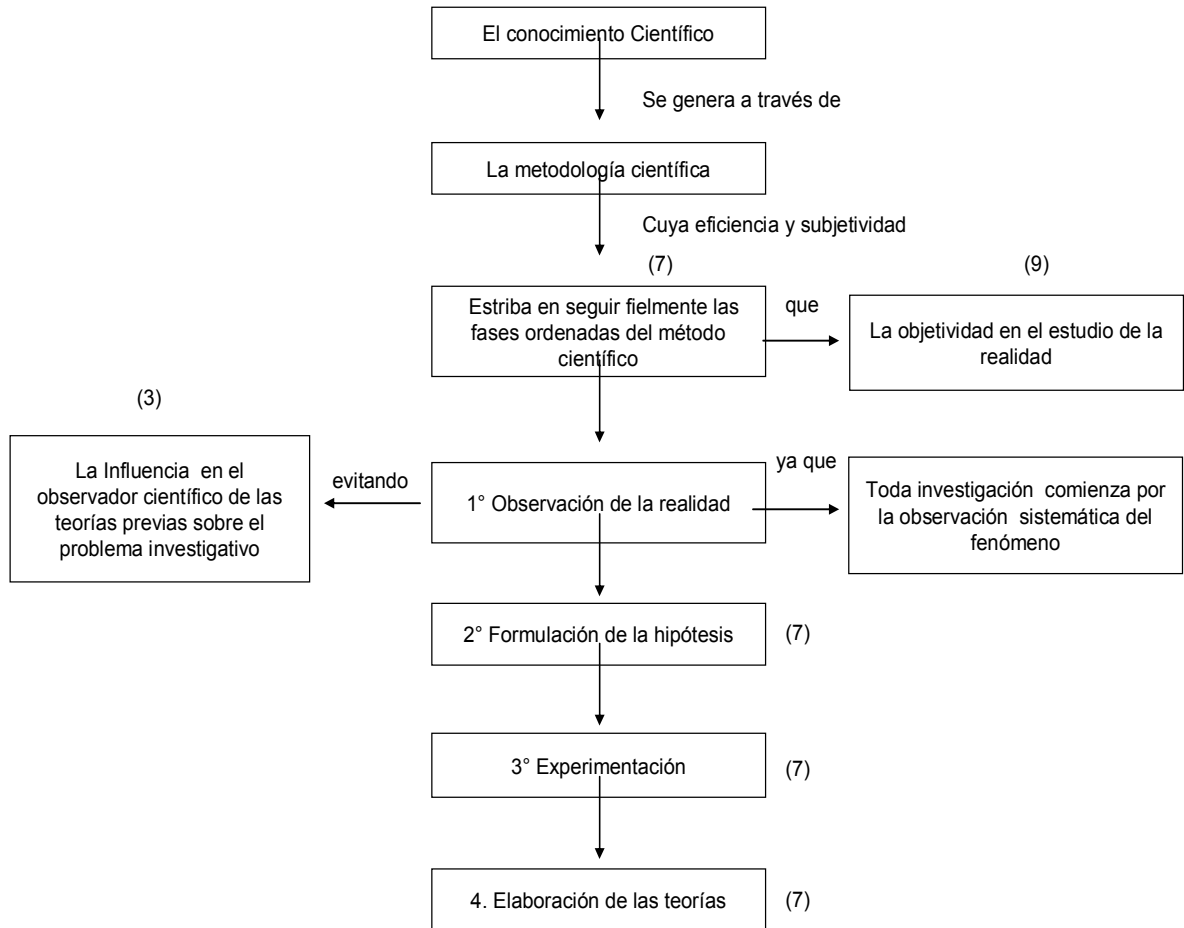 El conocimiento Científico
Se genera a través de
La metodología científica
Cuya eficiencia y subjetividad
(7)
(9)
Estriba en seguir fielmente las
fases ordenadas del método
científico
que
La objetividad en el estudio de la
realidad
(3)
La Influencia en el
observador científico de las
teorías previas sobre el
problema investigativo
evitando
1° Observación de la realidad
ya que
Toda investigación comienza por
la observación sistemática del
fenómeno
2° Formulación de la hipótesis
(7)
3° Experimentación
(7)
4. Elaboración de las teorías
(7)